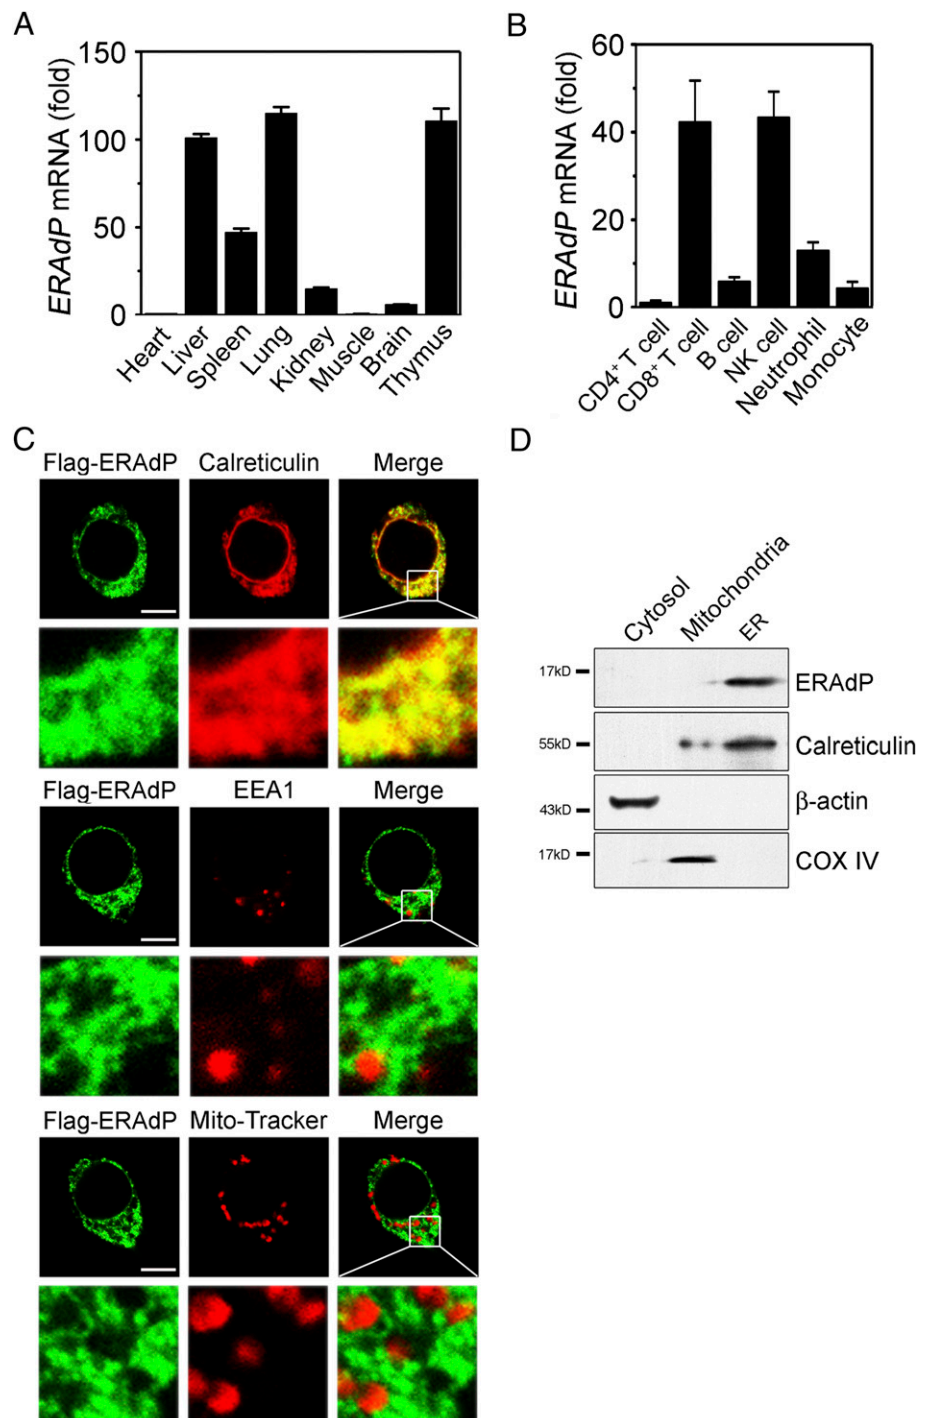 A
ERAdP mRNA (fold)
150
100
50
0
Heart
Liver
Spleen
Lung
Kidney
Muscle
Brain
Thymus
B
ERAdP mRNA (fold)
60
40
20
0
CD4+ T cell
CD8+ T cell
B cell
NK cell
Neutrophil
Monocyte
C
Flag-ERAdP Calreticulin Merge
Flag-ERAdP EEA1 Merge
Flag-ERAdP Mito-Tracker Merge
D
Cytosol
Mitochondria
ER
17kD ERAdP
55kD Calreticulin
43kD β-actin
17kD COX IV